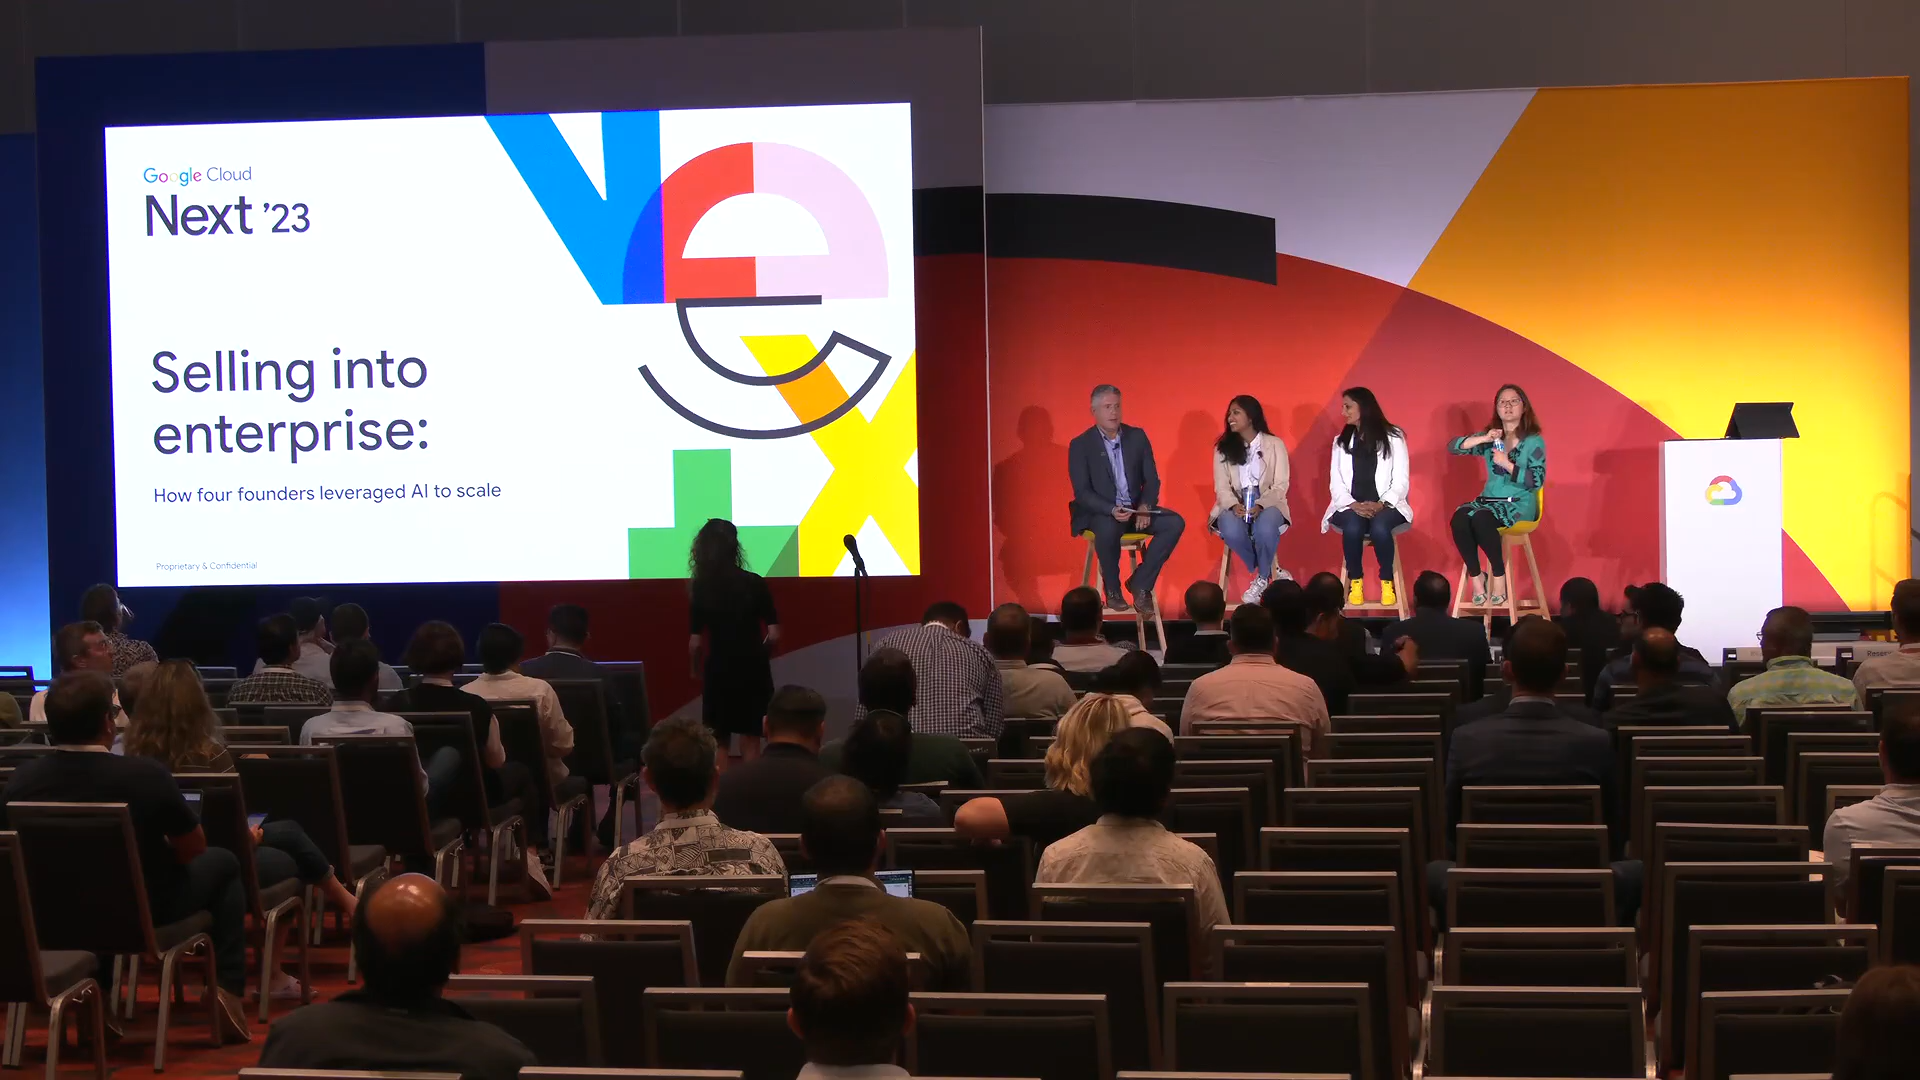 Google Cloud
Next ’23
Selling into
enterprise:
How four founders leveraged AI to scale
Proprietary & Confidential